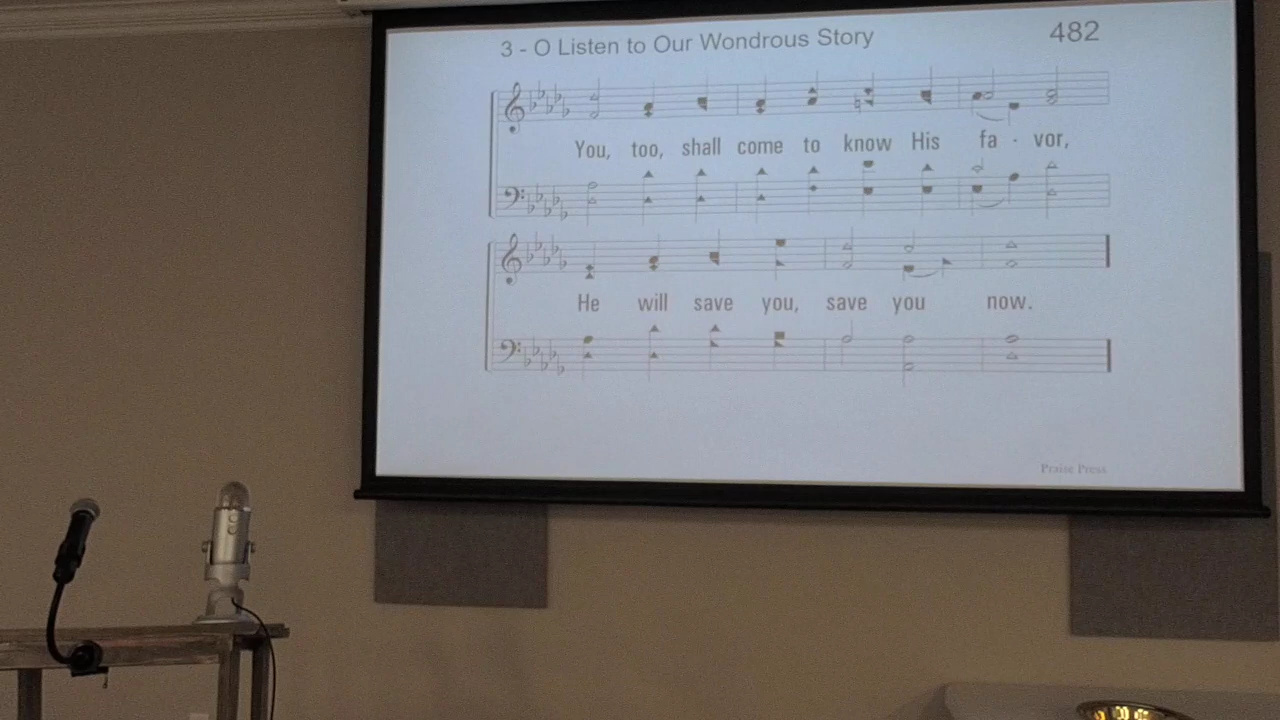 3 - O Listen to Our Wondrous Story 482
You, too, shall come to know His fa - vor,
He will save you, save you now.
Praise Press